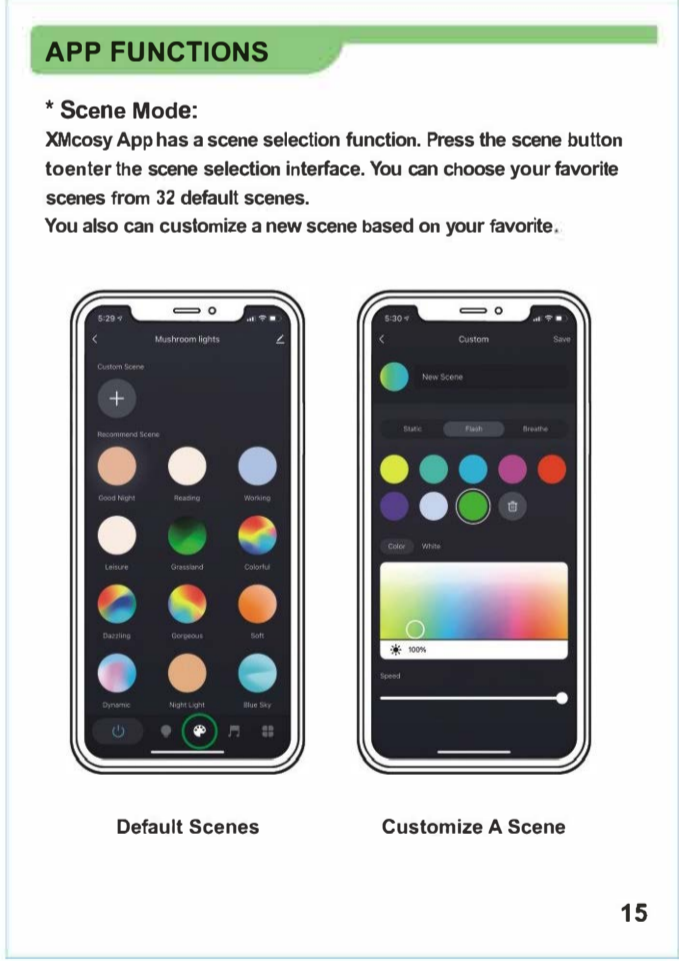 APP FUNCTIONS
* Scene Mode:
XMcosy App has a scene selection function. Press the scene button
toenter the scene selection interface. You can choose your favorite
scenes from 32 default scenes.
You also can customize a new scene based on your favorite.
5:29
Mushroom lights
Custom Scene
+
Recommend Scene
Good Night Reading Working
Leisure Grassland Colorful
Dazzling Gorgeous Soft
Dynamic Night Light Blue Sky
5:30
Custom Save
New Scene
Static Flash Breathe
Color White
100%
Speed
Default Scenes
Customize A Scene
15